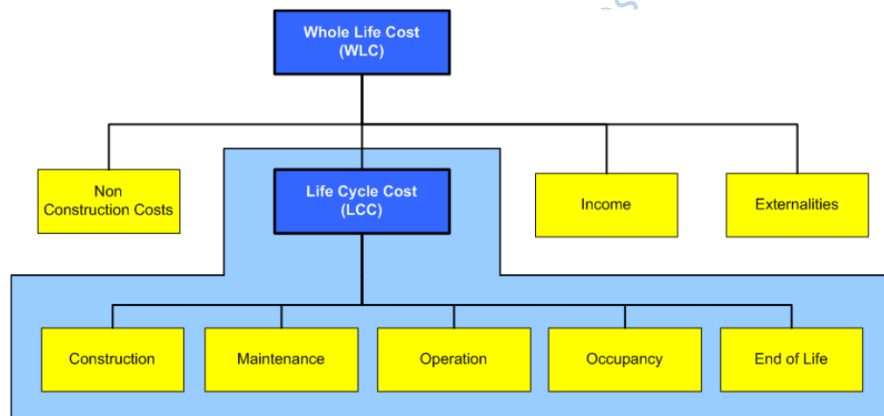 Whole Life Cost
(WLC)
Non
Construction Costs
Life Cycle Cost
(LCC)
Income
Externalities
Construction
Maintenance
Operation
Occupancy
End of Life